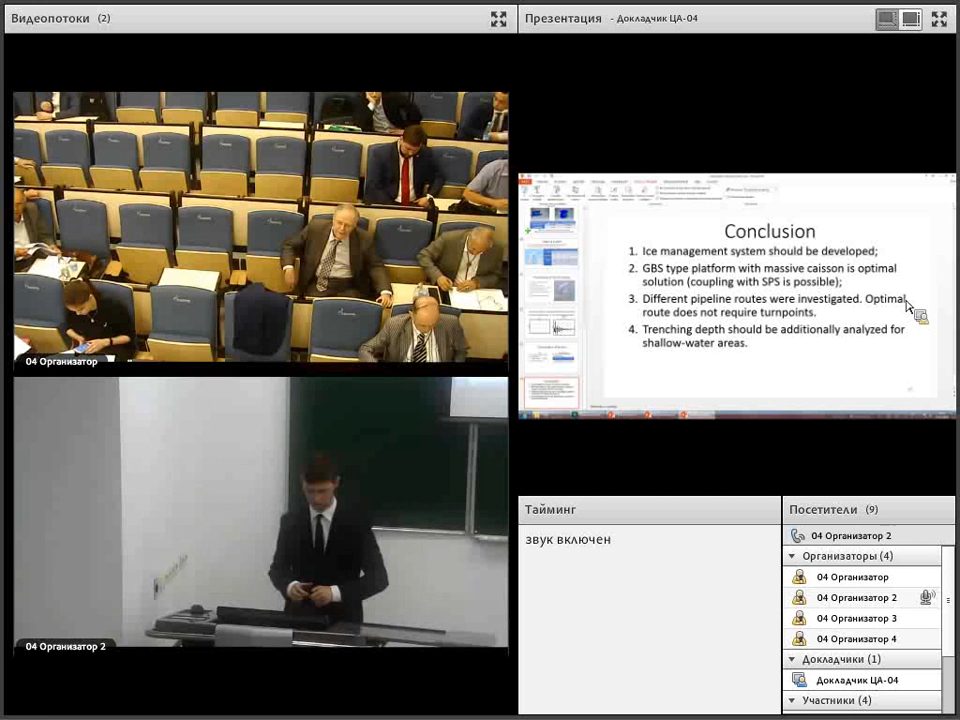 Видеопотоки (2)
04 Организатор
04 Организатор 2
Презентация - Докладчик ЦА-04
Conclusion
1. Ice management system should be developed;
2. GBS type platform with massive caisson is optimal
solution (coupling with SPS is possible);
3. Different pipeline routes were investigated. Optimal
route does not require turnpoints.
4. Trenching depth should be additionally analyzed for
shallow-water areas.
Тайминг
звук включен
Посетители (9)
04 Организатор 2
Организаторы (4)
04 Организатор
04 Организатор 2
04 Организатор 3
04 Организатор 4
Докладчики (1)
Докладчик ЦА-04
Участники (4)